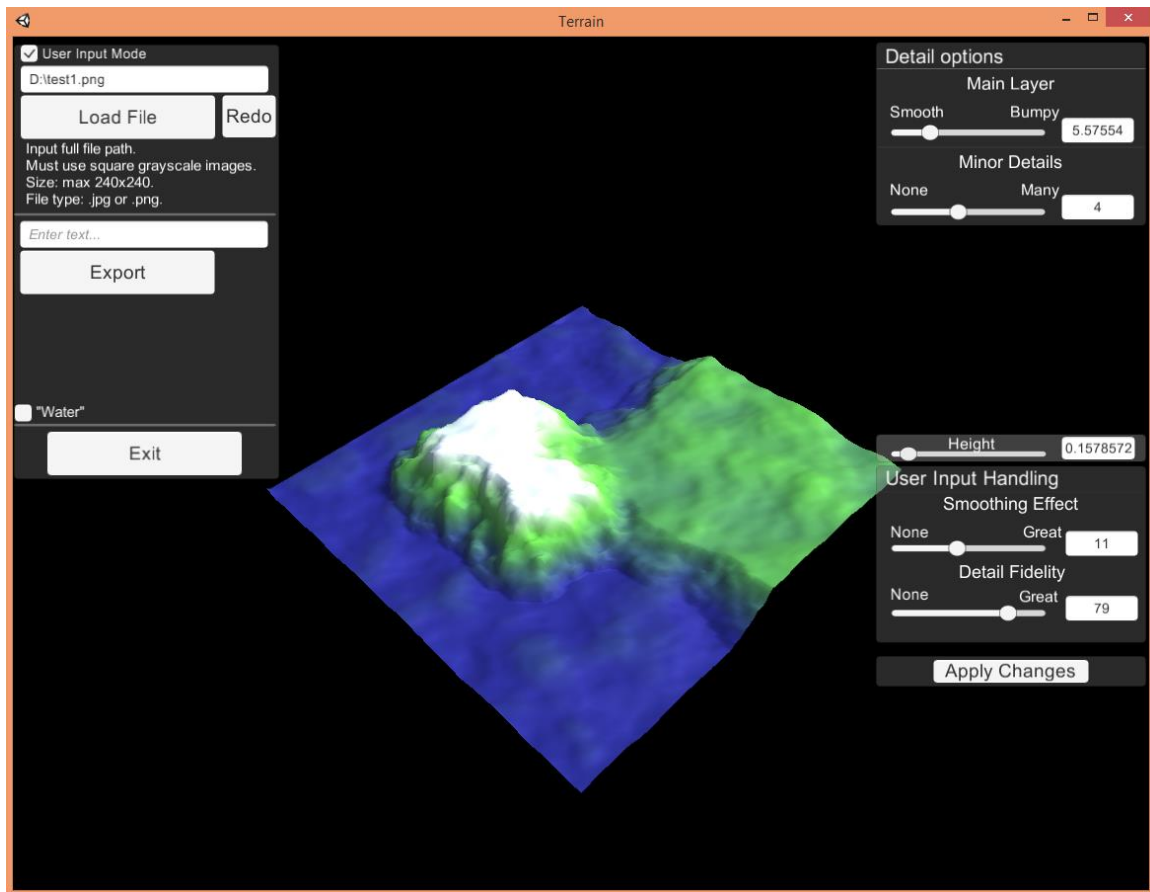 Terrain
User Input Mode
D:\test1.png
Load File
Redo
Input full file path.
Must use square grayscale images.
Size: max 240x240.
File type: .jpg or .png.
Enter text...
Export
"Water"
Exit
Detail options
Main Layer
Smooth Bumpy
5.57554
Minor Details
None Many
4
Height
0.1578572
User Input Handling
Smoothing Effect
None Great
11
Detail Fidelity
None Great
79
Apply Changes